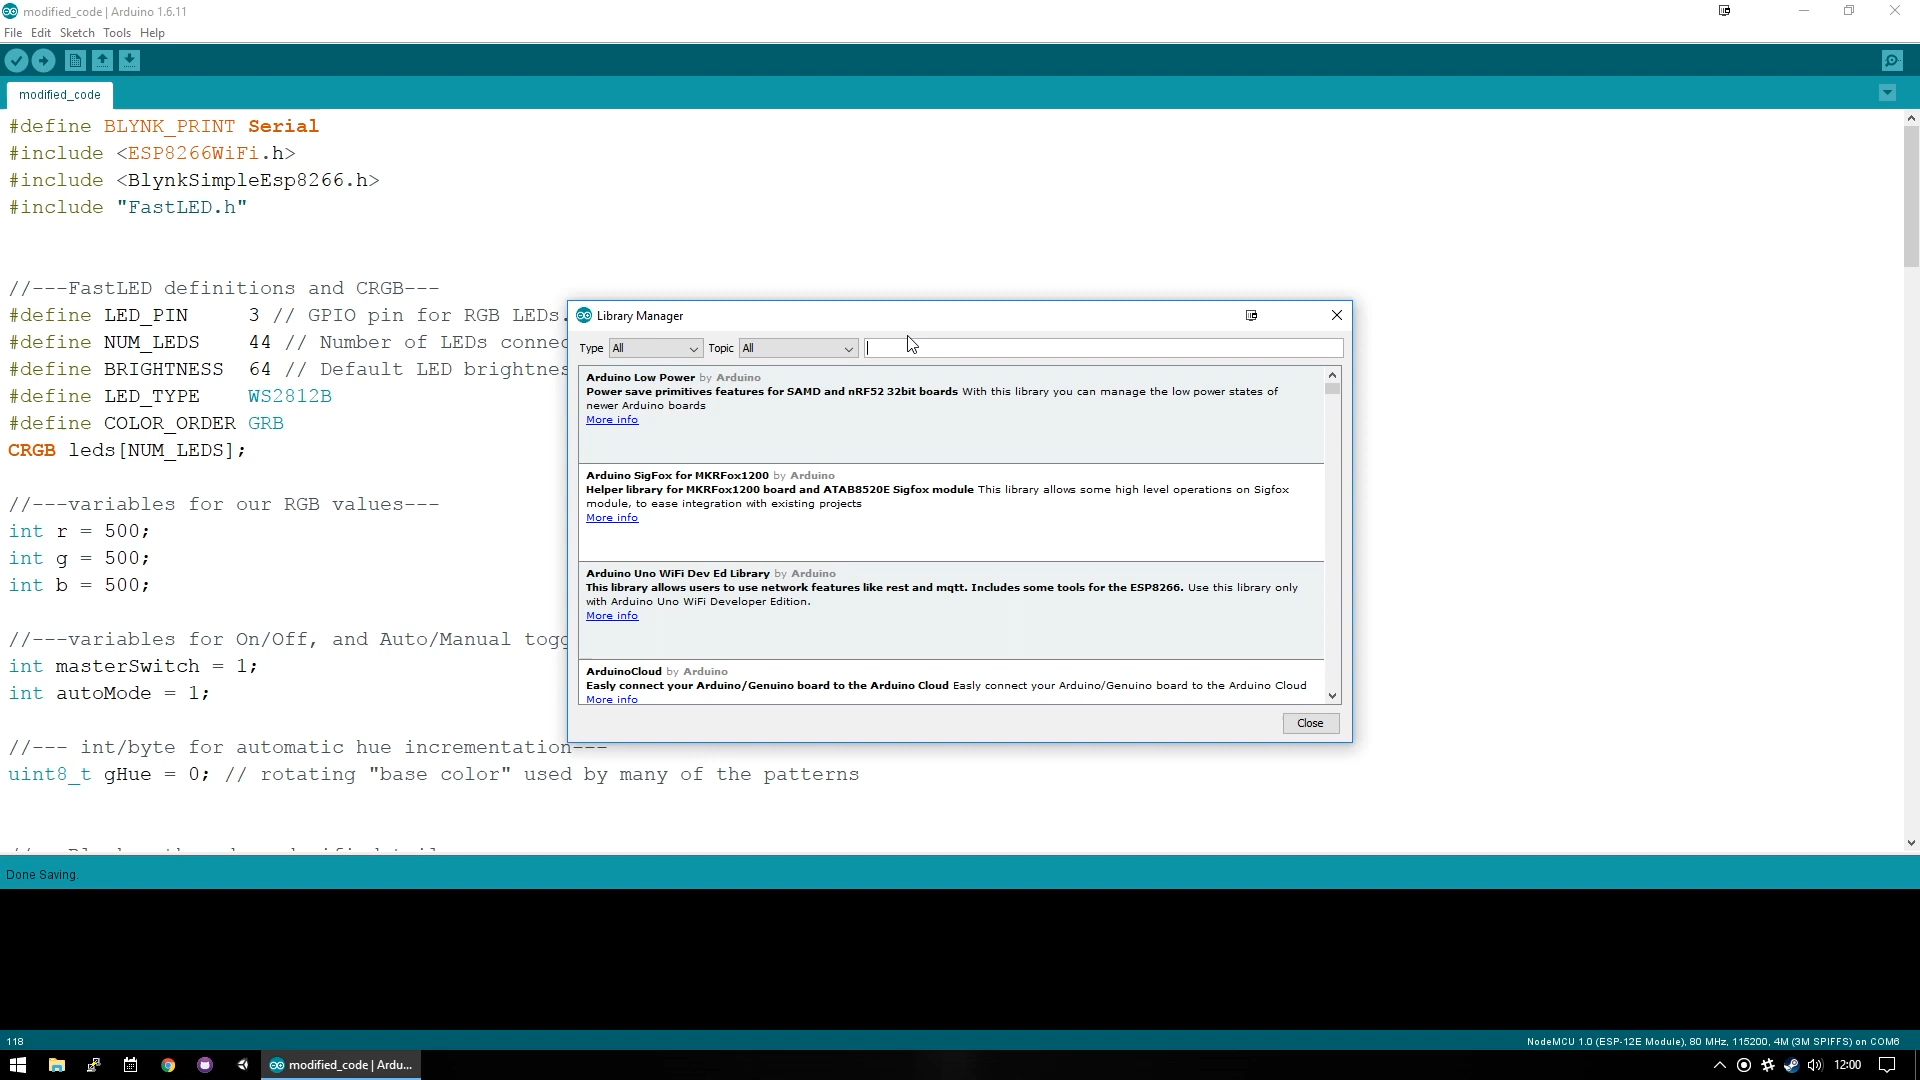 modified_code | Arduino 1.6.11
File Edit Sketch Tools Help
modified_code
#define BLYNK_PRINT Serial
#include <ESP8266WiFi.h>
#include <BlynkSimpleEsp8266.h>
#include "FastLED.h"
//---FastLED definitions and CRGB---
#define LED_PIN 3 // GPIO pin for RGB LEDs.
#define NUM_LEDS 44 // Number of LEDs connec
#define BRIGHTNESS 64 // Default LED brightnes
#define LED_TYPE WS2812B
#define COLOR_ORDER GRB
CRGB leds[NUM_LEDS];
//---variables for our RGB values---
int r = 500;
int g = 500;
int b = 500;
//---variables for On/Off, and Auto/Manual togg
int masterSwitch = 1;
int autoMode = 1;
//--- int/byte for automatic hue incrementation---
uint8_t gHue = 0; // rotating "base color" used by many of the patterns
Library Manager
Type All Topic All
Arduino Low Power by Arduino
Power save primitives features for SAMD and nRF52 32bit boards With this library you can manage the low power states of
newer Arduino boards
More info
Arduino SigFox for MKRFox1200 by Arduino
Helper library for MKRFox1200 board and ATAB8520E Sigfox module This library allows some high level operations on Sigfox
module, to ease integration with existing projects
More info
Arduino Uno WiFi Dev Ed Library by Arduino
This library allows users to use network features like rest and mqtt. Includes some tools for the ESP8266. Use this library only
with Arduino Uno WiFi Developer Edition.
More info
ArduinoCloud by Arduino
Easly connect your Arduino/Genuino board to the Arduino Cloud Easly connect your Arduino/Genuino board to the Arduino Cloud
More info
Close
Done Saving.
118
NodeMCU 1.0 (ESP-12E Module), 80 MHz, 115200, 4M (3M SPIFFS) on COM6
modified_code | Ardu...
12:00